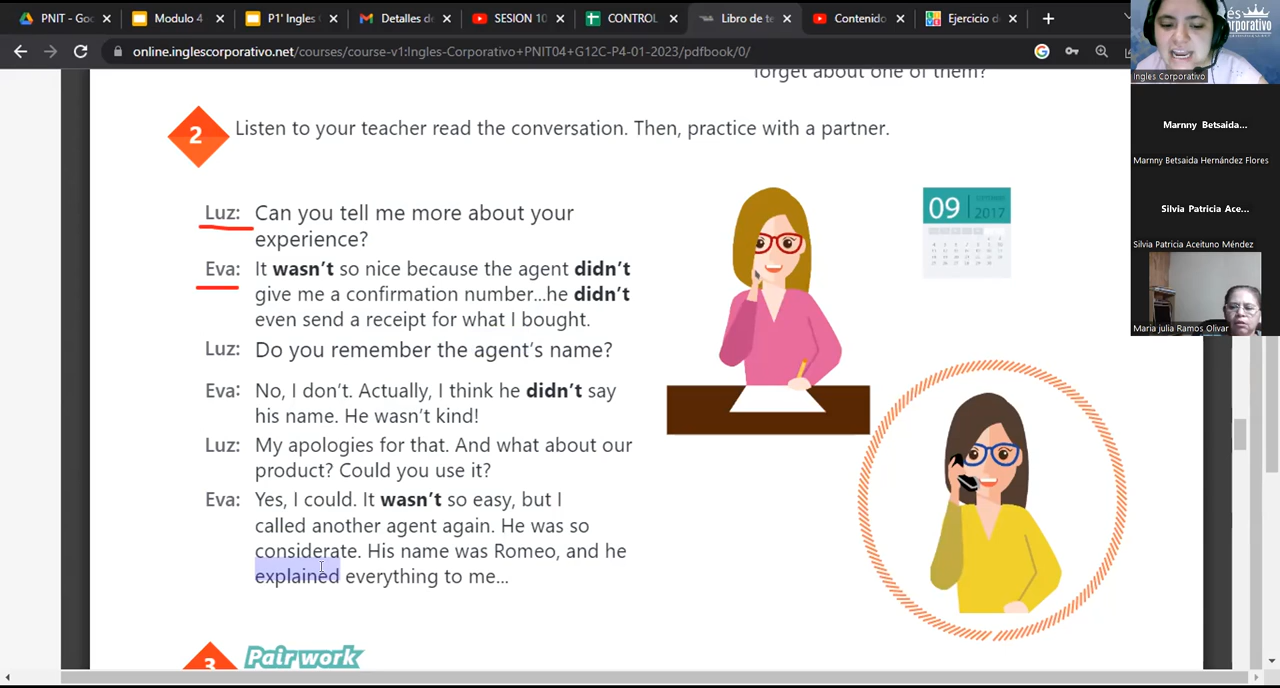 PNIT - Goo
Modulo 4
P1' Ingles
Detalles de
SESION 10
CONTROL
Libro de te
Contenido
Ejercicio d
online.inglescorporativo.net/courses/course-v1:Ingles-Corporativo+PNIT04+G12C-P4-01-2023/pdfbook/0/
Ingles Corporativo
Marnny Betsaida...
Marnny Betsaida Hernández Flores
Silvia Patricia Ace...
Silvia Patricia Aceituno Méndez
Maria julia Ramos Olivar
forget about one of them?
2
Listen to your teacher read the conversation. Then, practice with a partner.
09
2017
Luz: Can you tell me more about your
experience?
Eva: It wasn't so nice because the agent didn't
give me a confirmation number...he didn't
even send a receipt for what I bought.
Luz: Do you remember the agent's name?
Eva: No, I don't. Actually, I think he didn't say
his name. He wasn't kind!
Luz: My apologies for that. And what about our
product? Could you use it?
Eva: Yes, I could. It wasn't so easy, but I
called another agent again. He was so
considerate. His name was Romeo, and he
explained everything to me...
3
Pair work